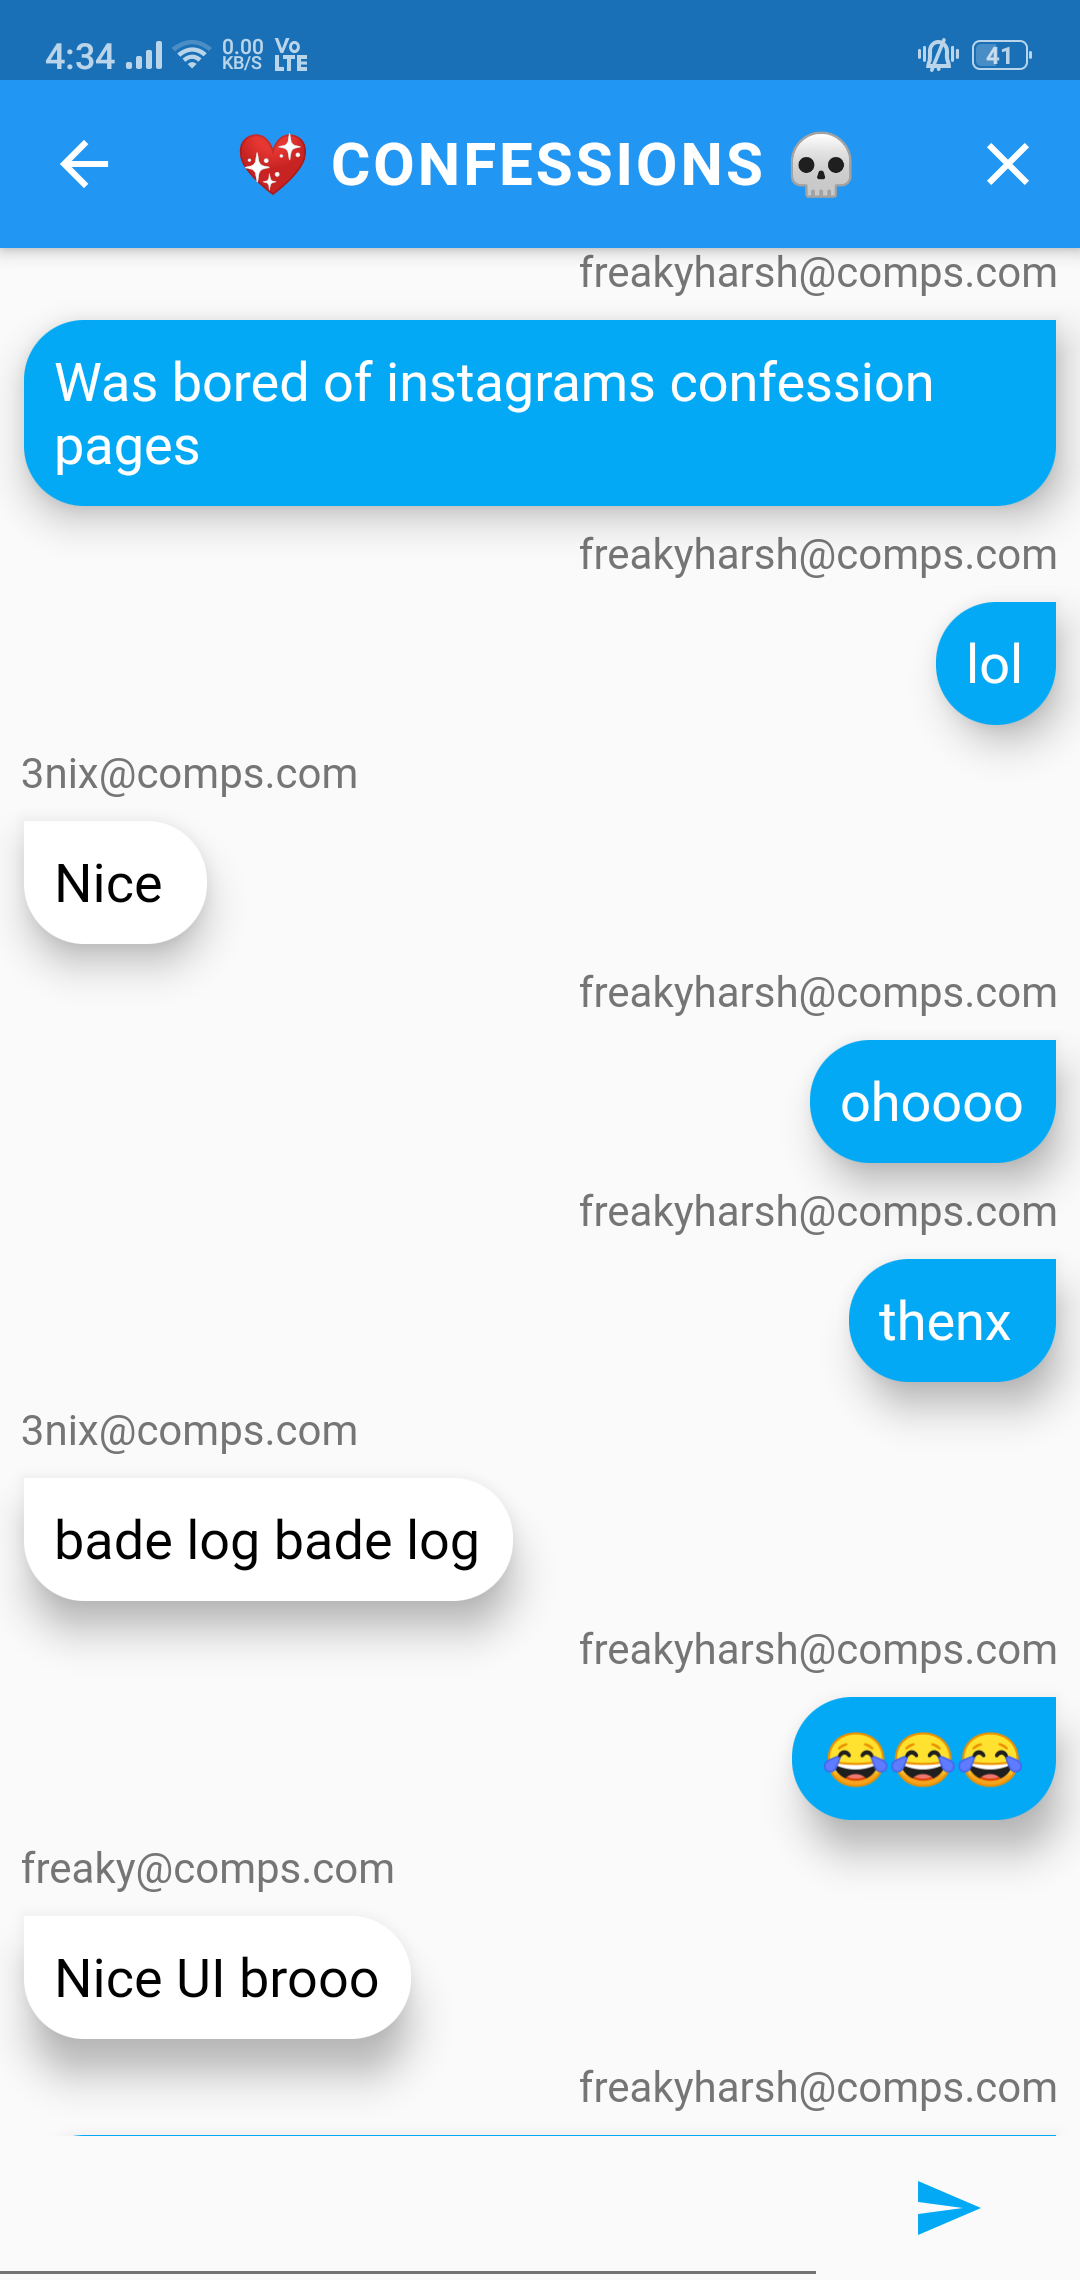 4:34 0.00 KB/S Vo LTE 41
💖 CONFESSIONS 💀
freakyharsh@comps.com
Was bored of instagrams confession
pages
freakyharsh@comps.com
lol
3nix@comps.com
Nice
freakyharsh@comps.com
ohoooo
freakyharsh@comps.com
thenx
3nix@comps.com
bade log bade log
freakyharsh@comps.com
😂😂😂
freaky@comps.com
Nice UI brooo
freakyharsh@comps.com